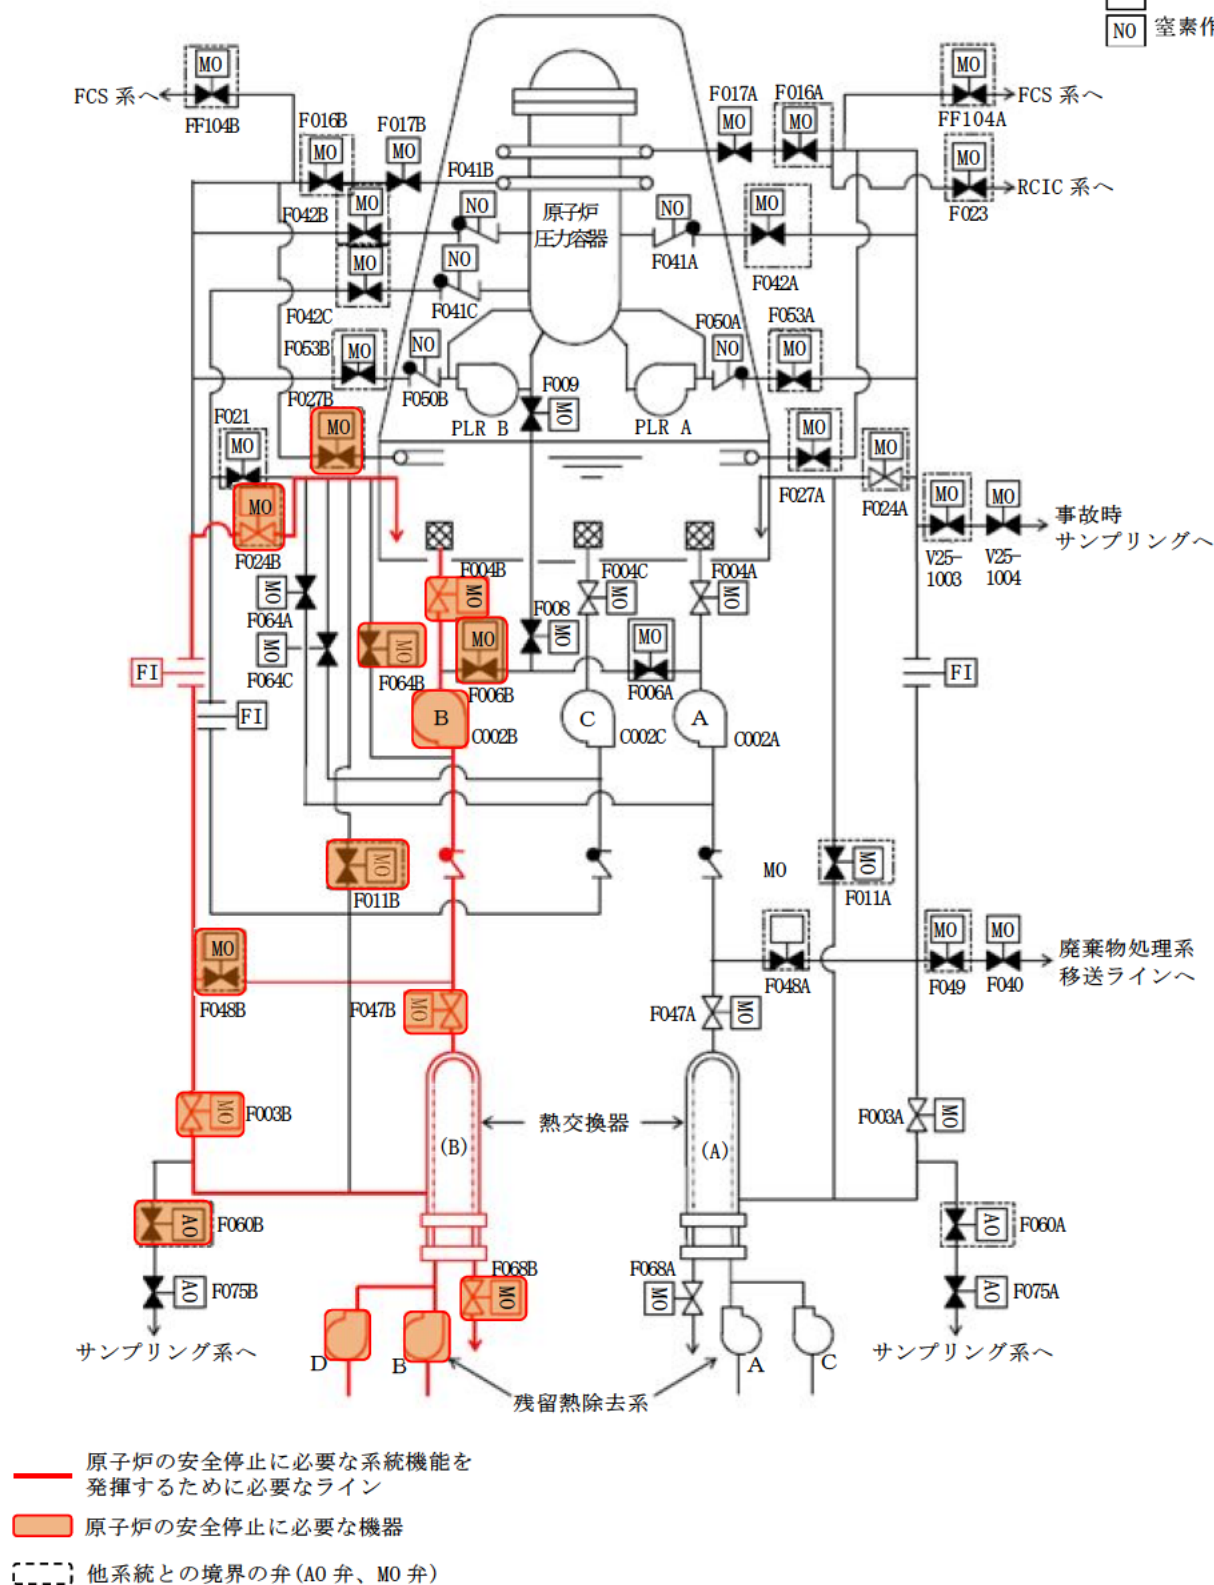 NO 窒素作
MO
MO
FCS 系へ
FF104B
F016B
F017B
MO
MO
F017A
F016A
MO
MO
FCS 系へ
FF104A
MO
RCIC 系へ
F023
F041B
F042B
MO
NO
原子炉
圧力容器
NO
F041A
MO
F042A
MO
NO
F042C
F041C
F053B
MO
NO
F050B
F050A
NO
F053A
MO
F009
MO
PLR B
PLR A
F021
MO
F027B
MO
MO
F027A
MO
F024A
MO
F024B
MO
V25-
1003
MO
V25-
1004
事故時
サンプリングへ
F004B
MO
F004C
MO
F004A
MO
MO
F064A
MO
F064C
MO
F064B
MO
F006B
F008
MO
MO
F006A
FI
FI
FI
B
C002B
C
C002C
A
C002A
MO
F011B
MO
MO
F011A
MO
F048B
F047B
MO
F048A
MO
F049
MO
F040
廃棄物処理系
移送ラインへ
F047A
MO
MO
F003B
熱交換器
(B)
(A)
F003A
MO
AO
F060B
AO
F060A
AO
F075B
AO
F075A
サンプリング系へ
サンプリング系へ
F068B
MO
F068A
MO
D
B
A
C
残留熱除去系
原子炉の安全停止に必要な系統機能を
発揮するために必要なライン
原子炉の安全停止に必要な機器
他系統との境界の弁(AO 弁、MO 弁)